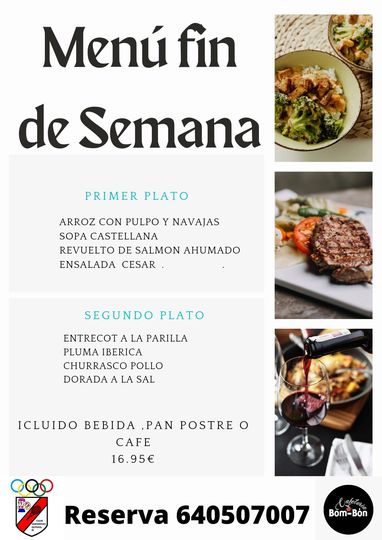 Menú fin
de Semana
PRIMER PLATO
ARROZ CON PULPO Y NAVAJAS
SOPA CASTELLANA
REVUELTO DE SALMON AHUMADO
ENSALADA CESAR . .
SEGUNDO PLATO
ENTRECOT A LA PARILLA
PLUMA IBERICA
CHURRASCO POLLO
DORADA A LA SAL
ICLUIDO BEBIDA ,PAN POSTRE O
CAFE
16.95€
Reserva 640507007
Cafetería
Bom-Bon